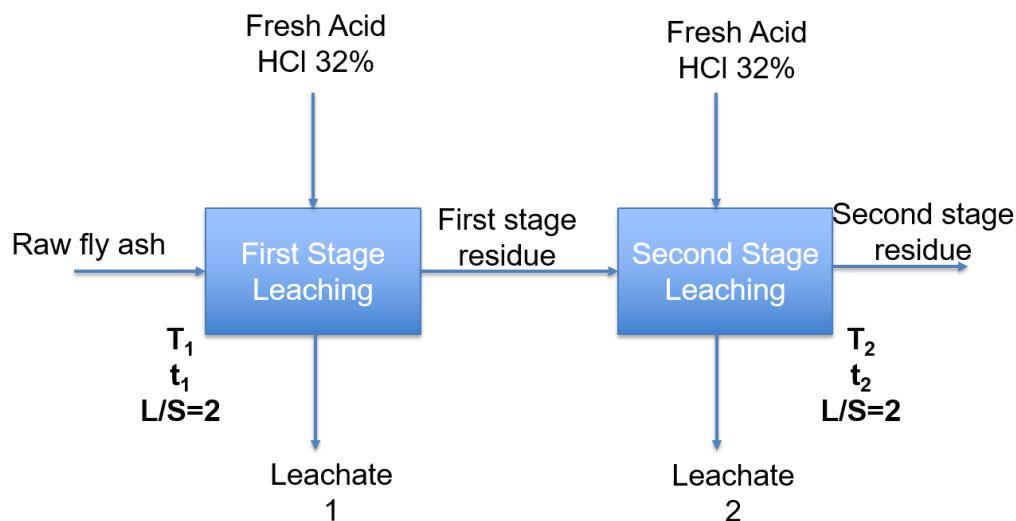 Fresh Acid
HCl 32%
Fresh Acid
HCl 32%
Raw fly ash
First Stage
Leaching
First stage
residue
Second Stage
Leaching
Second stage
residue
T₁
t₁
L/S=2
T₂
t₂
L/S=2
Leachate
1
Leachate
2